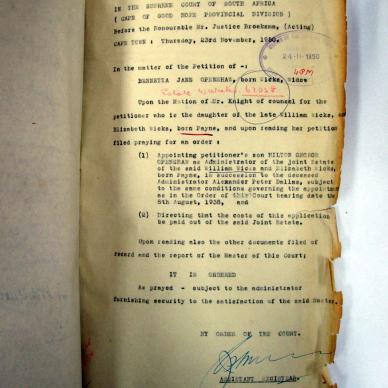 IN THE SUPREME COURT OF SOUTH AFRICA
( CAPE OF GOOD HOPE PROVINCIAL DIVISION )
Before the Honourable Mr. Justice Broeksma, (Acting)
CAPE TOWN : Thursday, 23rd November, 1950.
24-11-1950
In the matter of the Petition of -:
BENNETTA JANE OPENSHAW, born Wicks, Widow
Estate
Upon the Motion of Mr. Knight of counsel for the
petitioner who is the daughter of the late William Wicks,
Elizabeth Wicks, born Payne, and upon reading her petition
filed praying for an order :
(1) Appointing petitioner's son MILTON GEORGE
OPENSHAW as Administrator of the joint Estate
of the said William Wicks and Elizabeth Wicks,
born Payne, in succession to the deceased
Administrator Alexander Dallas, subject
to the same conditions governing the appointm
as in the Order of this Court bearing date the
8th August, 1938, and
(2) Directing that the costs of this application
be paid out of the said Joint Estate.
Upon reading also the other documents filed of
record and the report of the Master of this Court;
IT IS ORDERED
As prayed - subject to the administrator
furnishing security to the satisfaction of the said Master.
BY ORDER OF THE COURT.
ASSISTANT REGISTRAR.